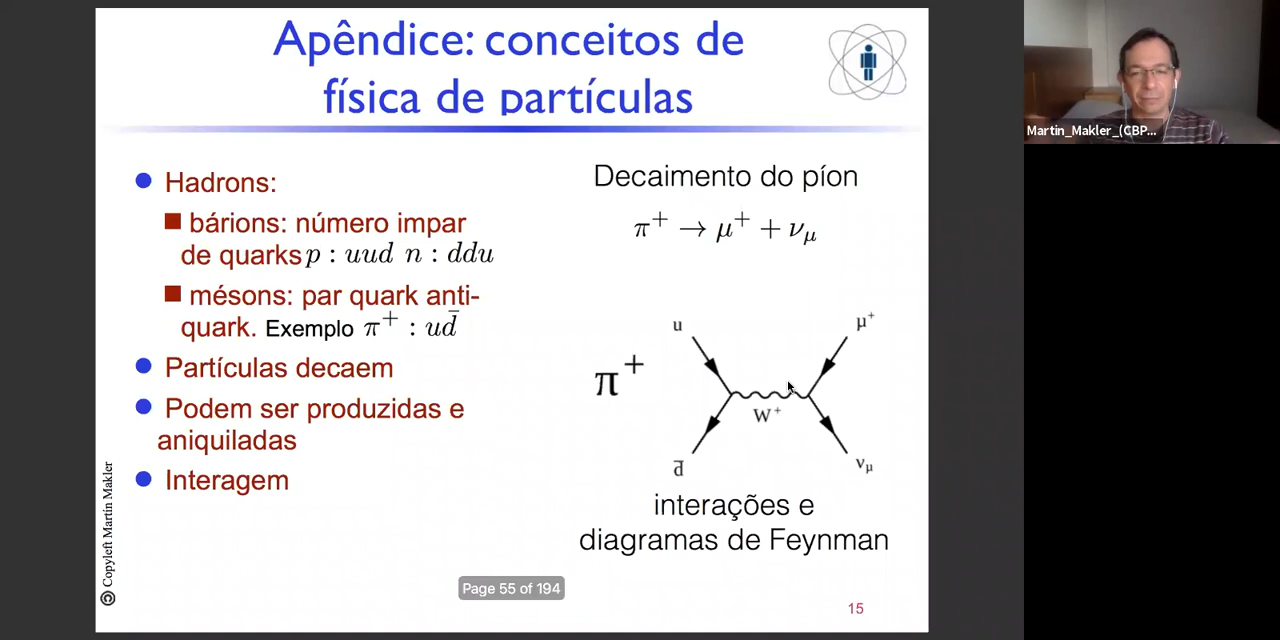 Apêndice: conceitos de
física de partículas
Hadrons:
bárions: número impar
de quarks p : uud n : ddu
mésons: par quark anti-
quark. Exemplo π⁺ : ud̄
Partículas decaem
Podem ser produzidas e
aniquiladas
Interagem
Decaimento do píon
π⁺ → μ⁺ + ν_μ
u
μ⁺
π⁺
W⁺
d̄
ν_μ
interações e
diagramas de Feynman
Copyleft Martin Makler
Page 55 of 194
15
Martin_Makler_(CBP...